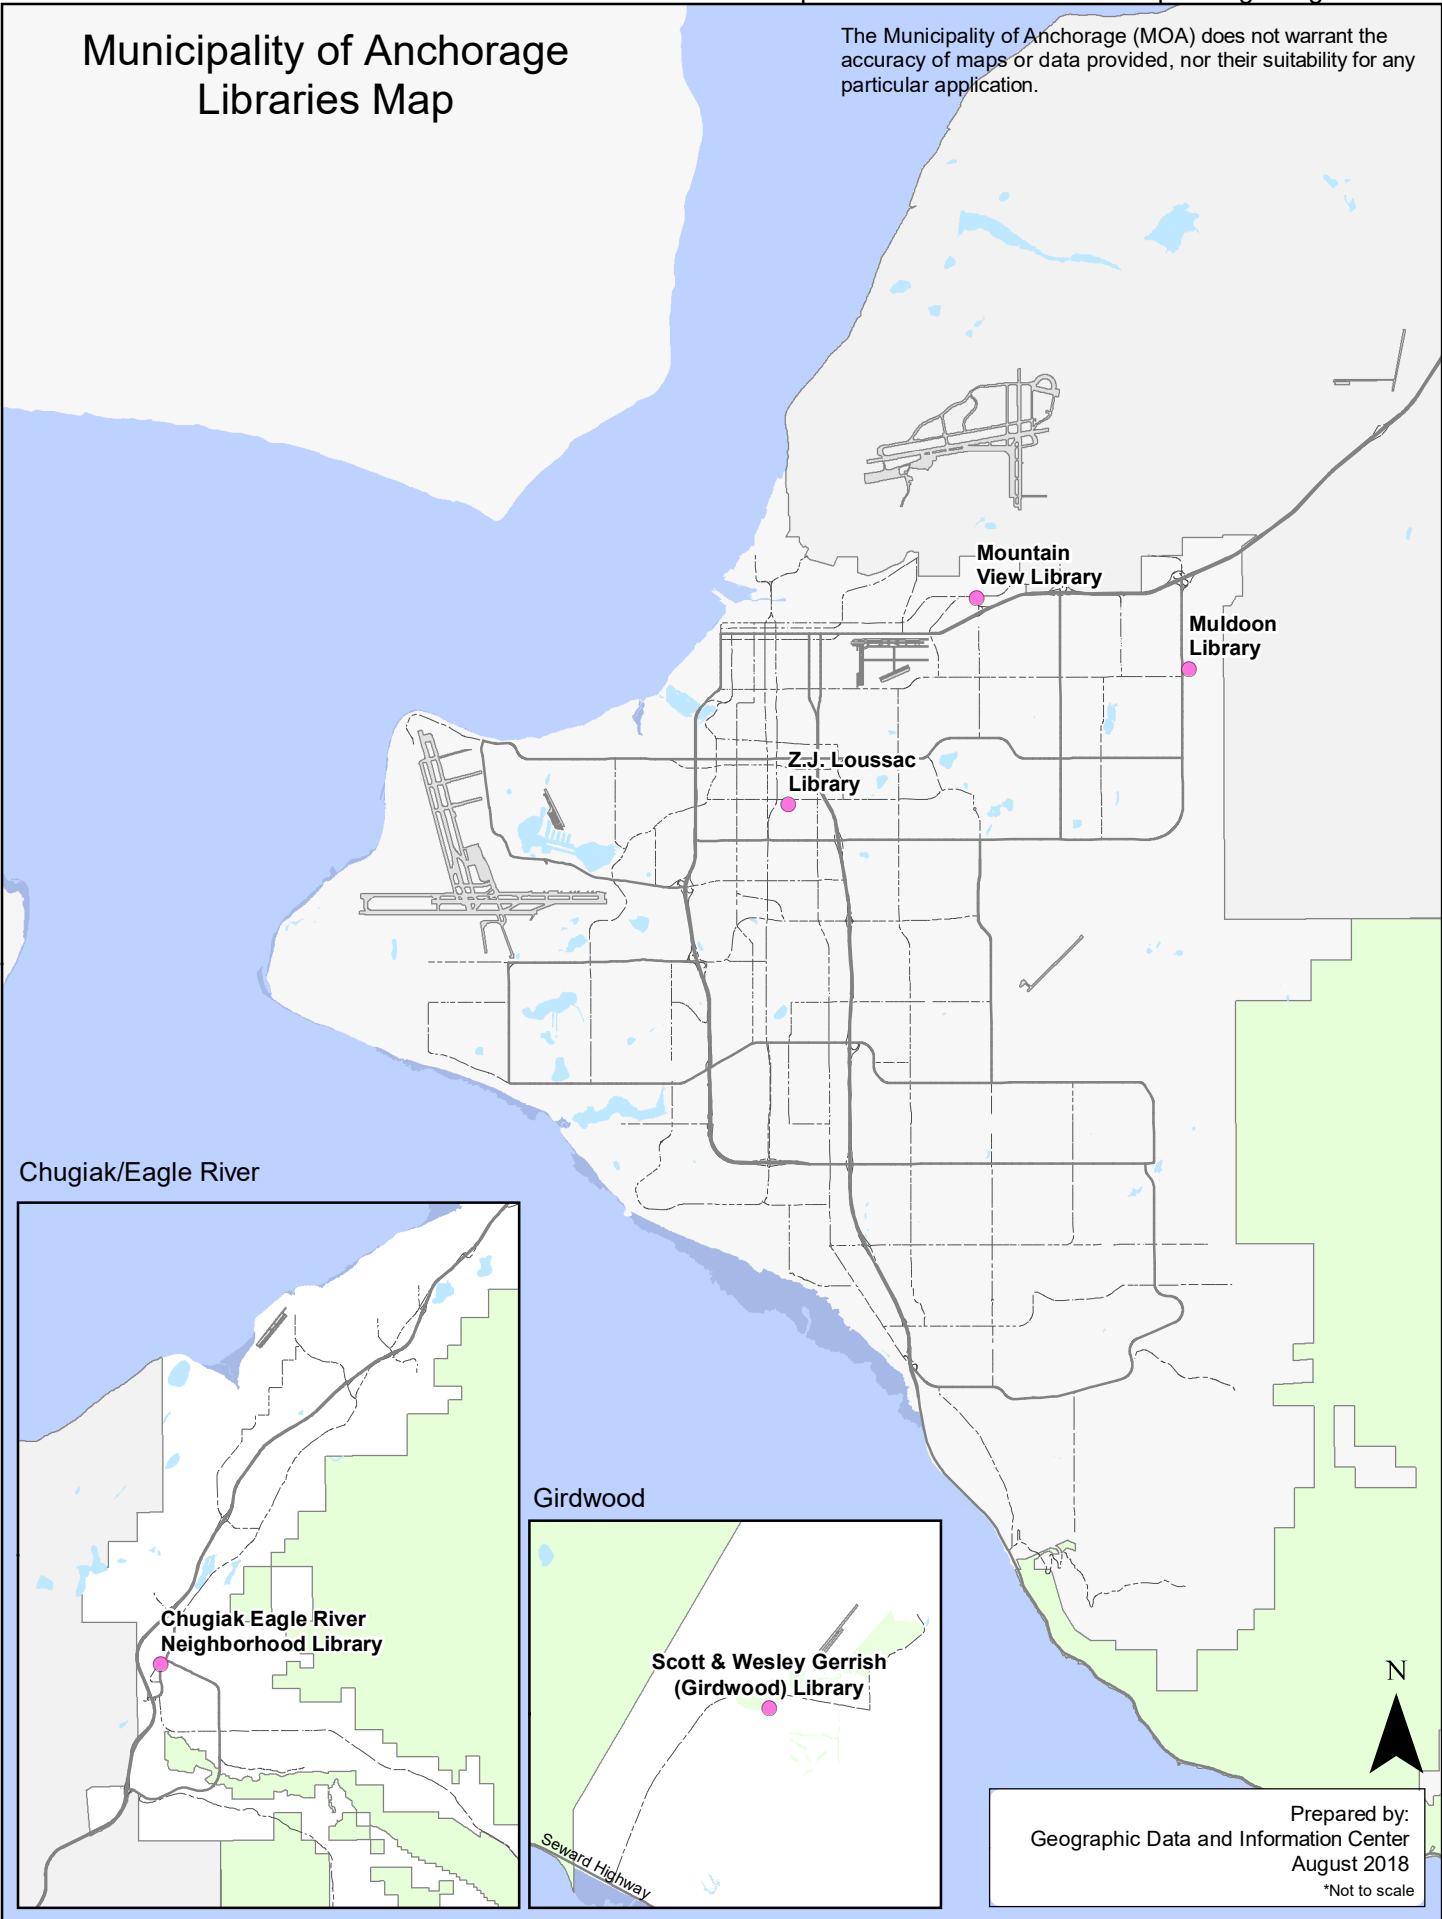 Municipality of Anchorage
Libraries Map
The Municipality of Anchorage (MOA) does not warrant the
accuracy of maps or data provided, nor their suitability for any
particular application.
Mountain
View Library
Muldoon
Library
Z.J. Loussac
Library
Chugiak/Eagle River
Chugiak Eagle River
Neighborhood Library
Girdwood
Scott & Wesley Gerrish
(Girdwood) Library
Seward Highway
N
Prepared by:
Geographic Data and Information Center
August 2018
*Not to scale